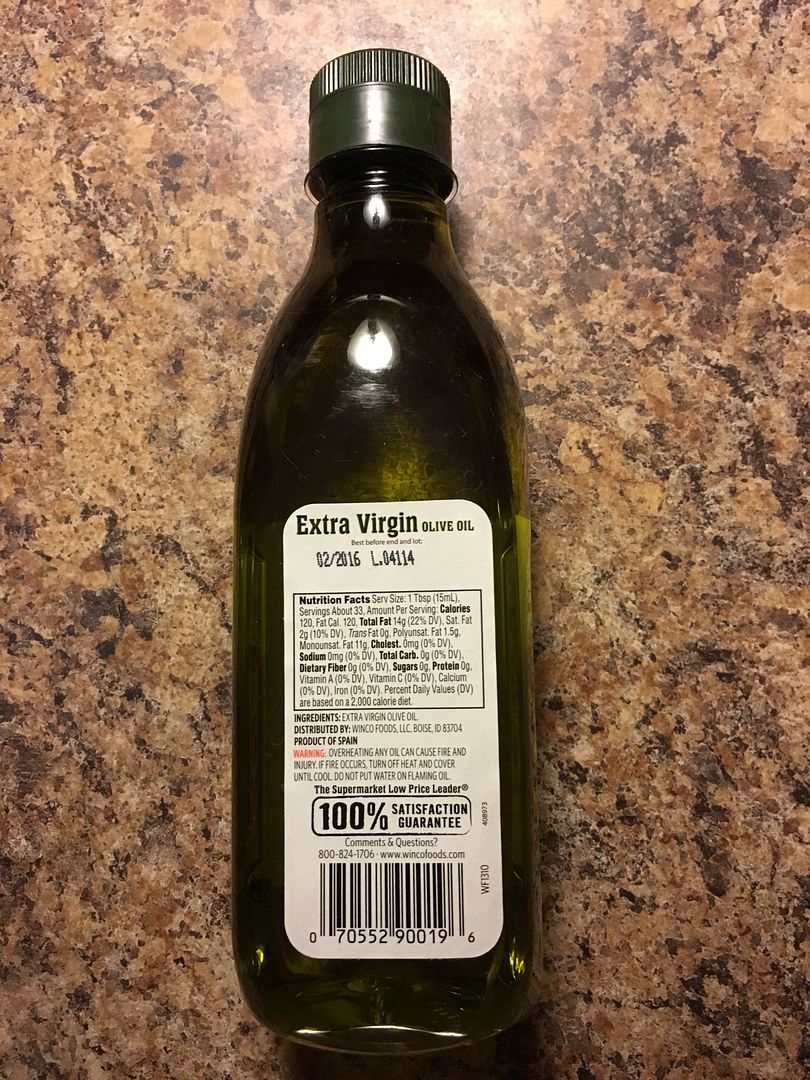 Extra Virgin OLIVE OIL
Best before end and lot:
02/2016 L.04114
Nutrition Facts Serv Size: 1 Tbsp (15mL),
Servings About 33, Amount Per Serving: Calories
120, Fat Cal. 120, Total Fat 14g (22% DV), Sat. Fat
2g (10% DV), Trans Fat 0g, Polyunsat. Fat 1.5g,
Monounsat. Fat 11g, Cholest. 0mg (0% DV),
Sodium 0mg (0% DV), Total Carb. 0g (0% DV),
Dietary Fiber 0g (0% DV), Sugars 0g, Protein 0g,
Vitamin A (0% DV), Vitamin C (0% DV), Calcium
(0% DV), Iron (0% DV). Percent Daily Values (DV)
are based on a 2,000 calorie diet.
INGREDIENTS: EXTRA VIRGIN OLIVE OIL.
DISTRIBUTED BY: WINCO FOODS, LLC, BOISE, ID 83704
PRODUCT OF SPAIN
WARNING: OVERHEATING ANY OIL CAN CAUSE FIRE AND
INJURY. IF FIRE OCCURS, TURN OFF HEAT AND COVER
UNTIL COOL. DO NOT PUT WATER ON FLAMING OIL.
The Supermarket Low Price Leader®
100% SATISFACTION
GUARANTEE
408973
Comments & Questions?
800-824-1706 · www.wincofoods.com
WF1310
0 70552 90019 6